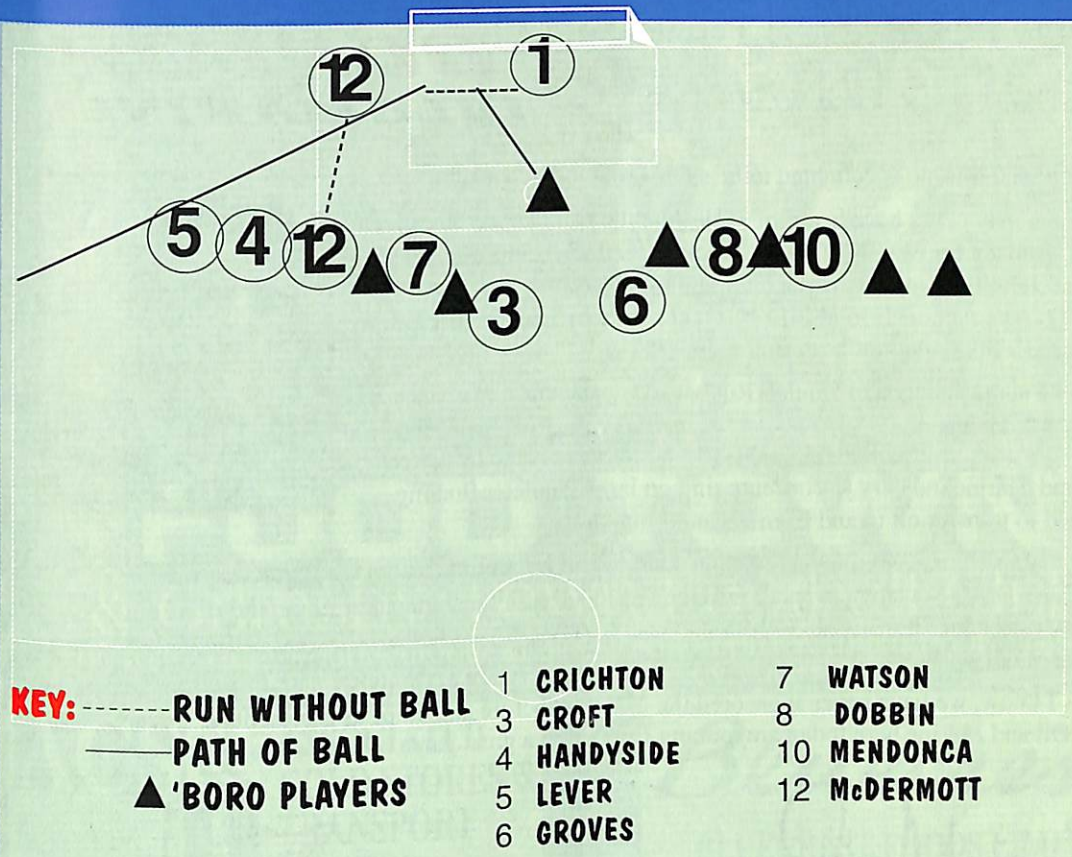 12
1
5 4 12 7 3 6 8 10
KEY: RUN WITHOUT BALL
PATH OF BALL
'BORO PLAYERS
1 CRICHTON
3 CROFT
4 HANDYSIDE
5 LEVER
6 GROVES
7 WATSON
8 DOBBIN
10 MENDONCA
12 McDERMOTT